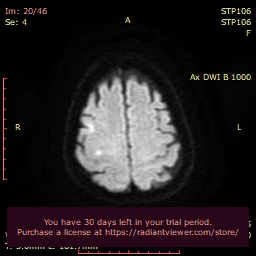 Im: 20/46
Se: 4
STP106
STP106
F
A
Ax DWI B 1000
R
L
You have 30 days left in your trial period.
Purchase a license at https://radiantviewer.com/store/